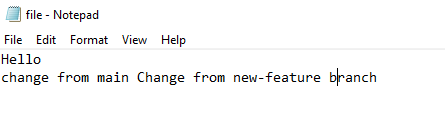 file - Notepad
File Edit Format View Help
Hello
change from main Change from new-feature branch